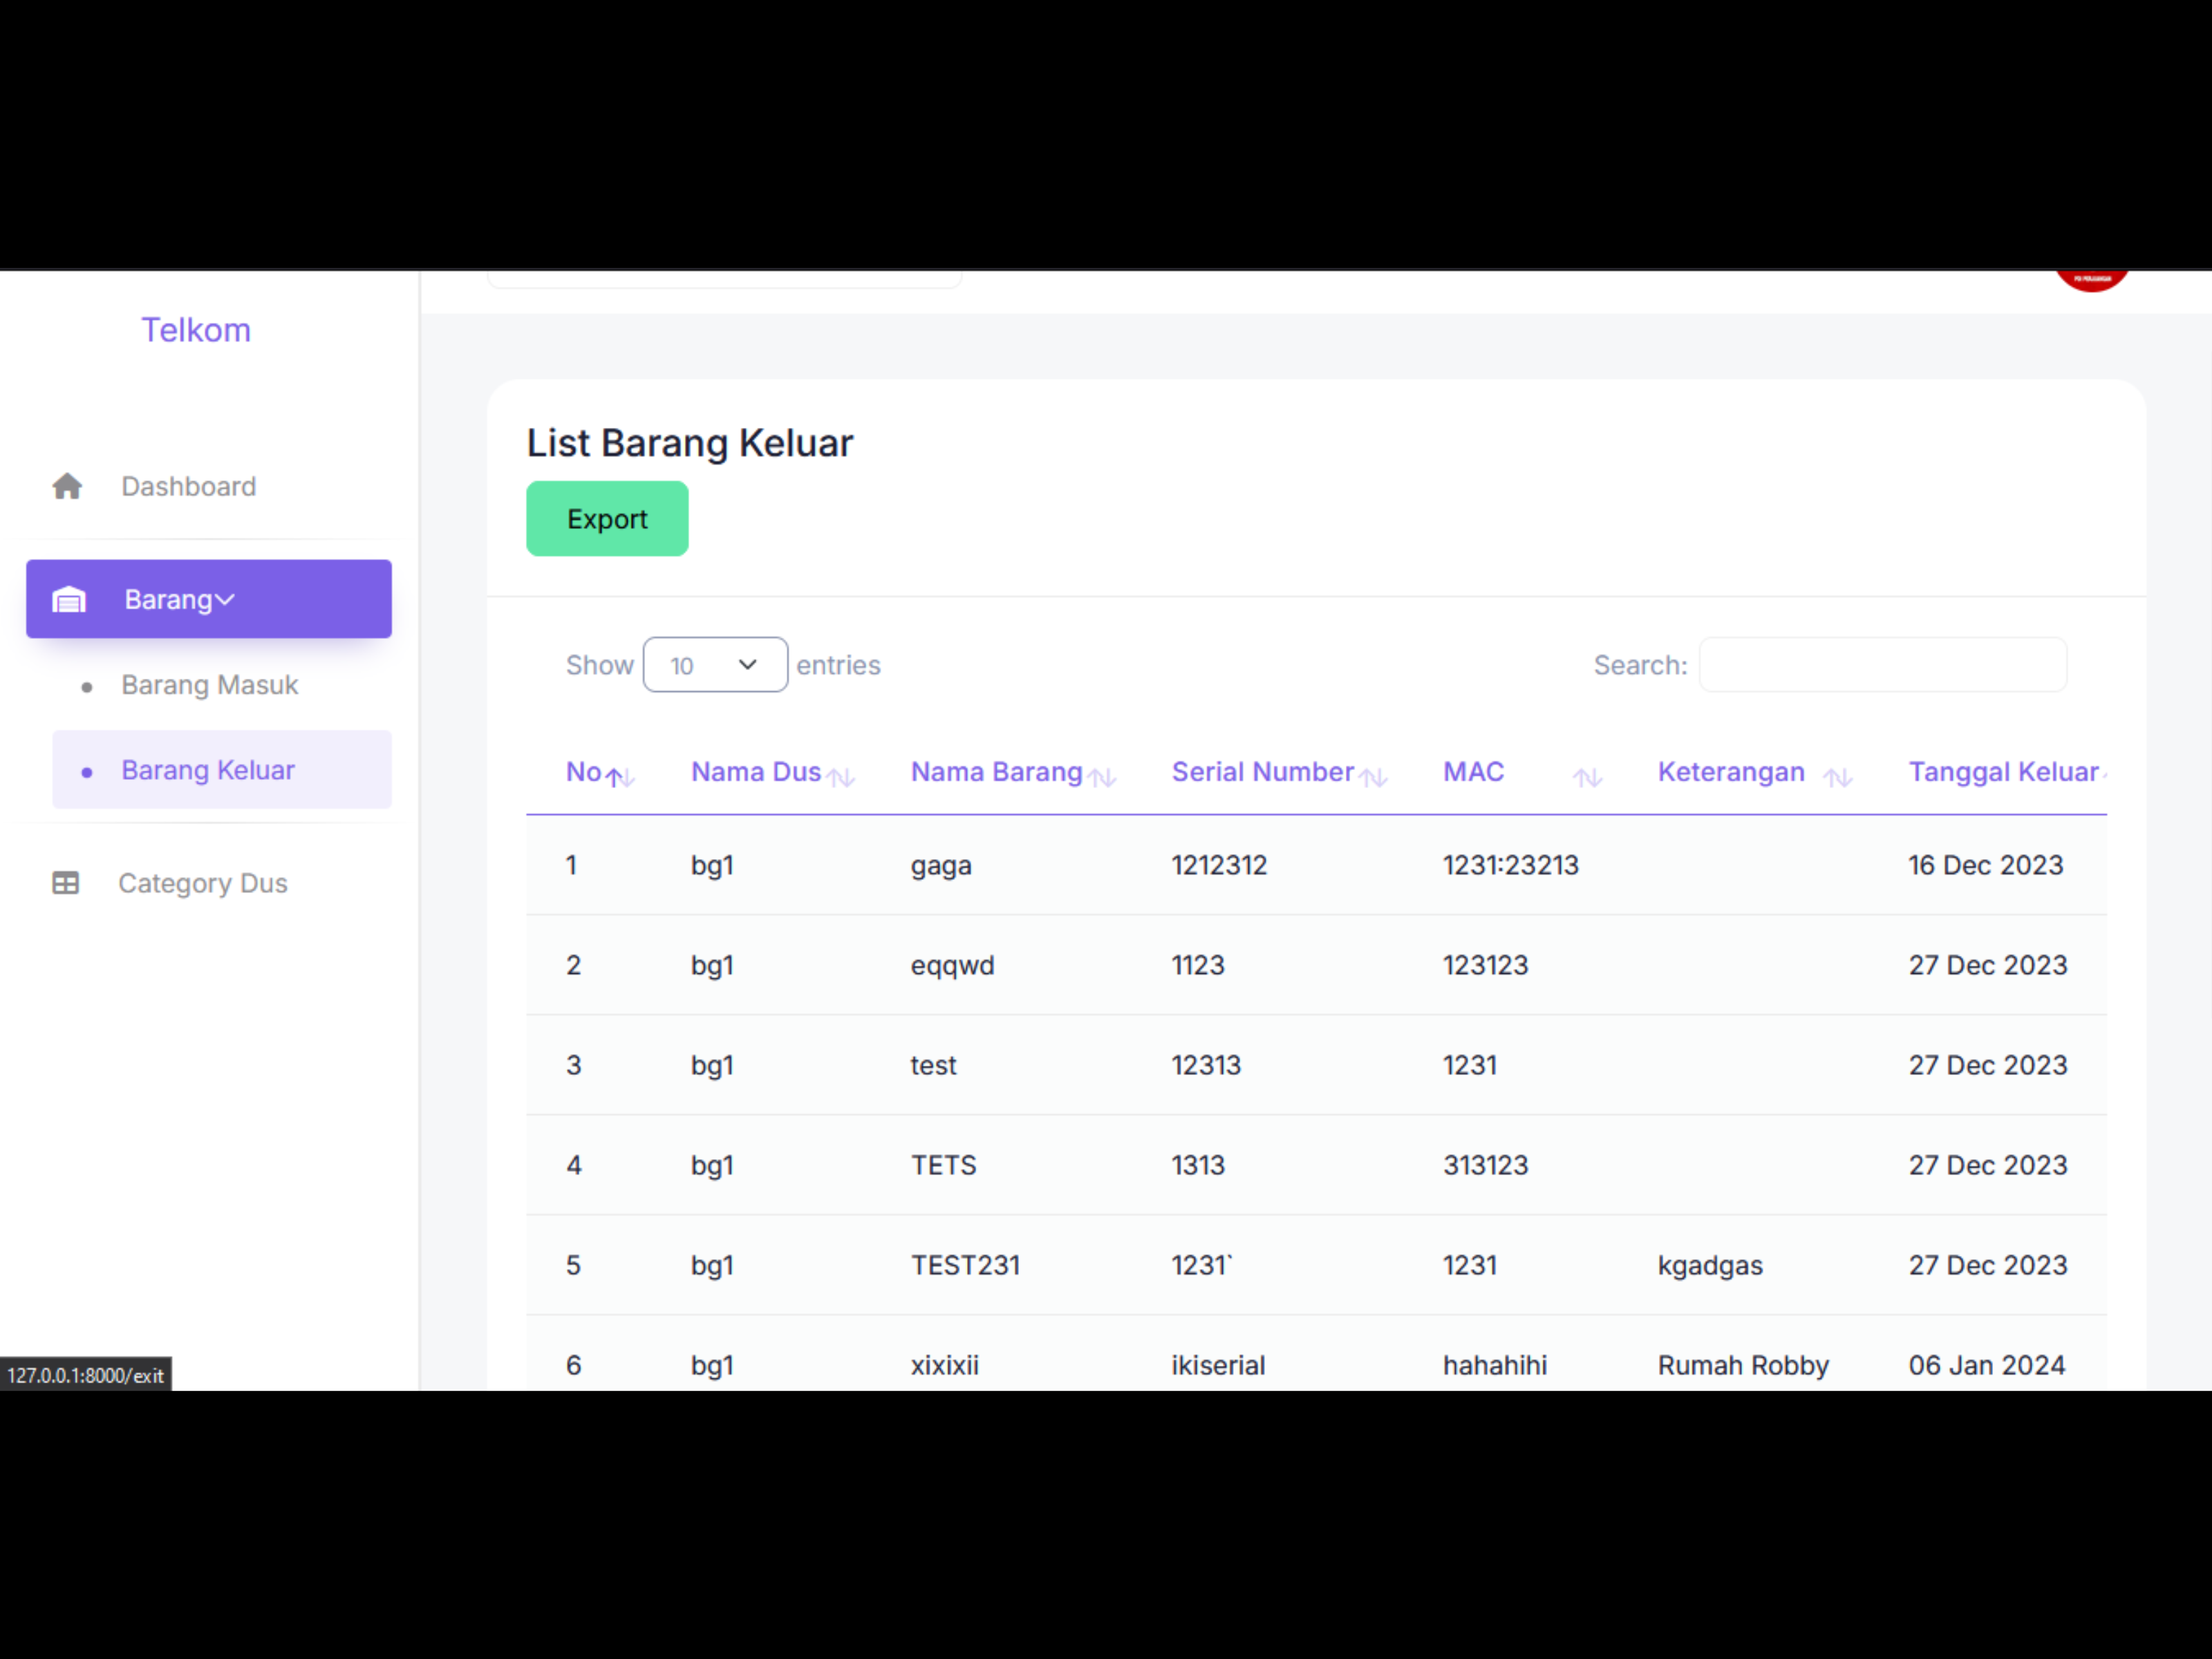 Telkom
Dashboard
Barang
Barang Masuk
Barang Keluar
Category Dus
List Barang Keluar
Export
Show 10 entries Search:
No Nama Dus Nama Barang Serial Number MAC Keterangan Tanggal Keluar
1 bg1 gaga 1212312 1231:23213 16 Dec 2023
2 bg1 eqqwd 1123 123123 27 Dec 2023
3 bg1 test 12313 1231 27 Dec 2023
4 bg1 TETS 1313 313123 27 Dec 2023
5 bg1 TEST231 1231` 1231 kgadgas 27 Dec 2023
6 bg1 xixixii ikiserial hahahihi Rumah Robby 06 Jan 2024
127.0.0.1:8000/exit